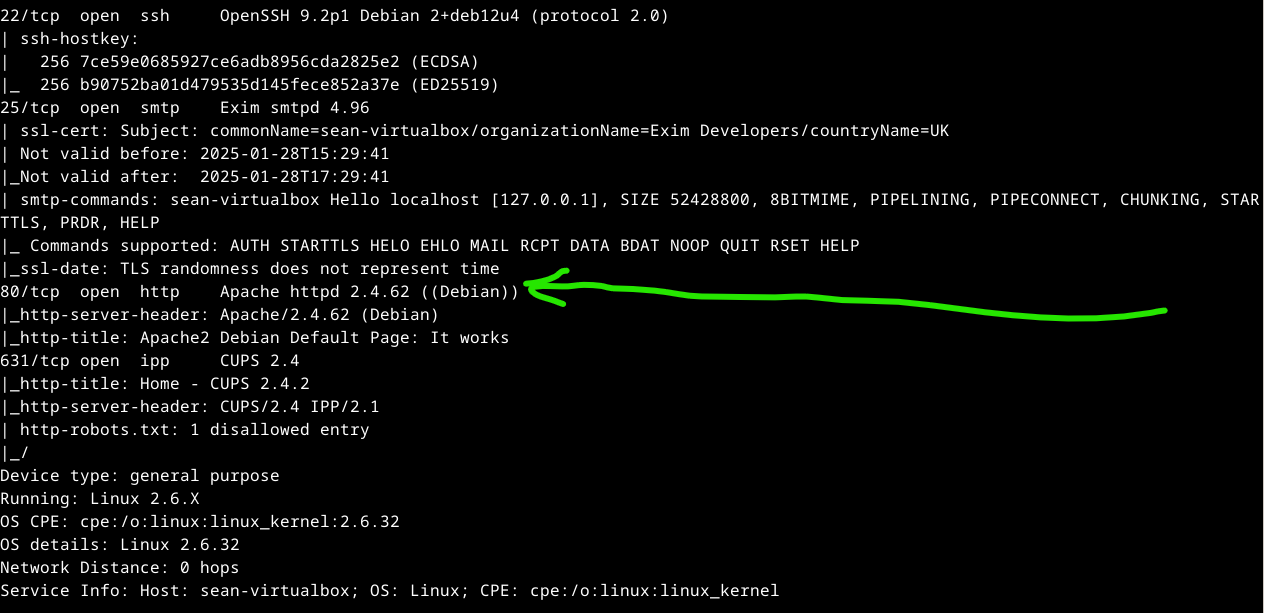 22/tcp  open  ssh     OpenSSH 9.2p1 Debian 2+deb12u4 (protocol 2.0)
| ssh-hostkey:
|   256 7ce59e0685927ce6adb8956cda2825e2 (ECDSA)
|_  256 b90752ba01d479535d145fece852a37e (ED25519)
25/tcp  open  smtp    Exim smtpd 4.96
| ssl-cert: Subject: commonName=sean-virtualbox/organizationName=Exim Developers/countryName=UK
| Not valid before: 2025-01-28T15:29:41
|_Not valid after:  2025-01-28T17:29:41
| smtp-commands: sean-virtualbox Hello localhost [127.0.0.1], SIZE 52428800, 8BITMIME, PIPELINING, PIPECONNECT, CHUNKING, STAR
TTLS, PRDR, HELP
|_ Commands supported: AUTH STARTTLS HELO EHLO MAIL RCPT DATA BDAT NOOP QUIT RSET HELP
|_ssl-date: TLS randomness does not represent time
80/tcp  open  http    Apache httpd 2.4.62 ((Debian))
|_http-server-header: Apache/2.4.62 (Debian)
|_http-title: Apache2 Debian Default Page: It works
631/tcp open  ipp     CUPS 2.4
|_http-title: Home - CUPS 2.4.2
|_http-server-header: CUPS/2.4 IPP/2.1
| http-robots.txt: 1 disallowed entry
|_/
Device type: general purpose
Running: Linux 2.6.X
OS CPE: cpe:/o:linux:linux_kernel:2.6.32
OS details: Linux 2.6.32
Network Distance: 0 hops
Service Info: Host: sean-virtualbox; OS: Linux; CPE: cpe:/o:linux:linux_kernel